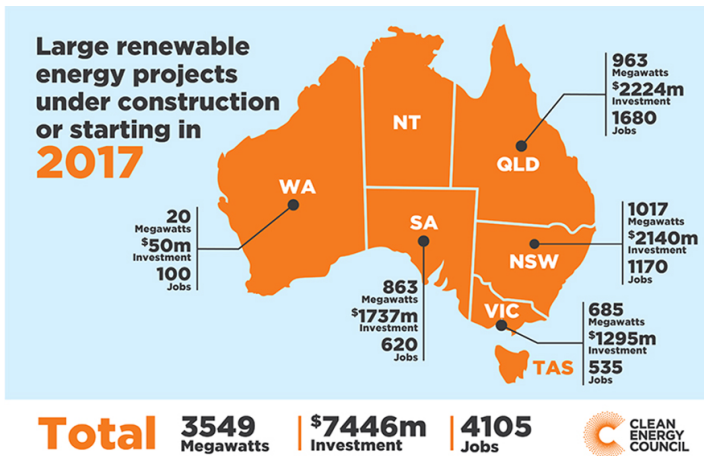 Large renewable
energy projects
under construction
or starting in
2017
NT
QLD
WA
SA
NSW
VIC
TAS
963
Megawatts
$2224m
Investment
1680
Jobs
20
Megawatts
$50m
Investment
100
Jobs
1017
Megawatts
$2140m
Investment
1170
Jobs
863
Megawatts
$1737m
Investment
620
Jobs
685
Megawatts
$1295m
Investment
535
Jobs
Total
3549
Megawatts
$7446m
Investment
4105
Jobs
CLEAN
ENERGY
COUNCIL